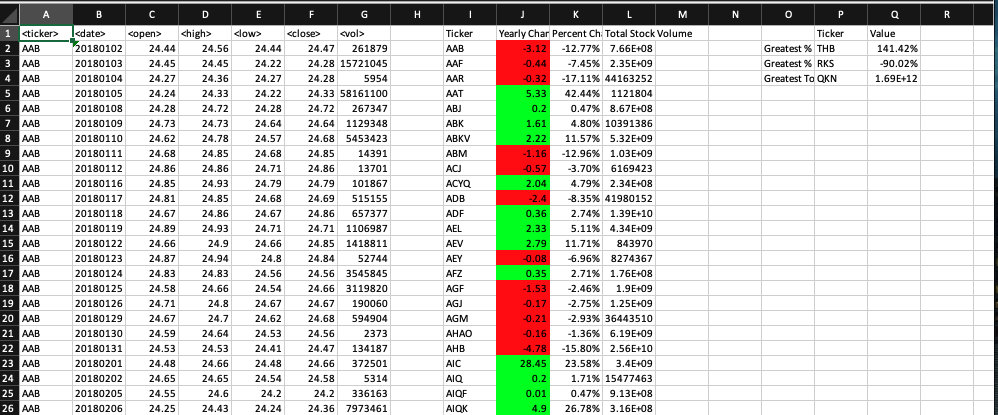 A B C D E F G H I J K L M N O P Q R
1 <ticker> <date> <open> <high> <low> <close> <vol> Ticker Yearly Chan Percent Cha Total Stock Volume Ticker Value
2 AAB 20180102 24.44 24.56 24.44 24.47 261879 AAB -3.12 -12.77% 7.66E+08 Greatest % THB 141.42%
3 AAB 20180103 24.45 24.45 24.22 24.28 15721045 AAF -0.44 -7.45% 2.35E+09 Greatest % RKS -90.02%
4 AAB 20180104 24.27 24.36 24.27 24.28 5954 AAR -0.32 -17.11% 44163252 Greatest To QKN 1.69E+12
5 AAB 20180105 24.24 24.33 24.22 24.33 58161100 AAT 5.33 42.44% 1121804
6 AAB 20180108 24.28 24.72 24.28 24.72 267347 ABJ 0.2 0.47% 8.67E+08
7 AAB 20180109 24.73 24.73 24.64 24.64 1129348 ABK 1.61 4.80% 10391386
8 AAB 20180110 24.62 24.78 24.57 24.68 5453423 ABKV 2.22 11.57% 5.32E+09
9 AAB 20180111 24.68 24.85 24.68 24.85 14391 ABM -1.16 -12.96% 1.03E+09
10 AAB 20180112 24.86 24.86 24.71 24.86 13701 ACJ -0.57 -3.70% 6169423
11 AAB 20180116 24.85 24.93 24.79 24.79 101867 ACYQ 2.04 4.79% 2.34E+08
12 AAB 20180117 24.81 24.85 24.68 24.69 515155 ADB -2.4 -8.35% 41980152
13 AAB 20180118 24.67 24.86 24.67 24.86 657377 ADF 0.36 2.74% 1.39E+10
14 AAB 20180119 24.89 24.93 24.71 24.71 1106987 AEL 2.33 5.11% 4.34E+09
15 AAB 20180122 24.66 24.9 24.66 24.85 1418811 AEV 2.79 11.71% 843970
16 AAB 20180123 24.87 24.94 24.8 24.84 52744 AEY -0.08 -6.96% 8274367
17 AAB 20180124 24.83 24.83 24.56 24.56 3545845 AFZ 0.35 2.71% 1.76E+08
18 AAB 20180125 24.58 24.66 24.54 24.66 3119820 AGF -1.53 -2.46% 1.9E+09
19 AAB 20180126 24.71 24.8 24.67 24.67 190060 AGJ -0.17 -2.75% 1.25E+09
20 AAB 20180129 24.67 24.7 24.62 24.68 594904 AGM -0.21 -2.93% 36443510
21 AAB 20180130 24.59 24.64 24.53 24.56 2373 AHAO -0.16 -1.36% 6.19E+09
22 AAB 20180131 24.53 24.53 24.41 24.47 134187 AHB -4.78 -15.80% 2.56E+10
23 AAB 20180201 24.48 24.66 24.48 24.66 372501 AIC 28.45 23.58% 3.4E+09
24 AAB 20180202 24.65 24.65 24.54 24.58 5314 AIQ 0.2 1.71% 15477463
25 AAB 20180205 24.55 24.6 24.2 24.2 336163 AIQF 0.01 0.47% 9.13E+08
26 AAB 20180206 24.25 24.43 24.24 24.36 7973461 AIQK 4.9 26.78% 3.16E+08